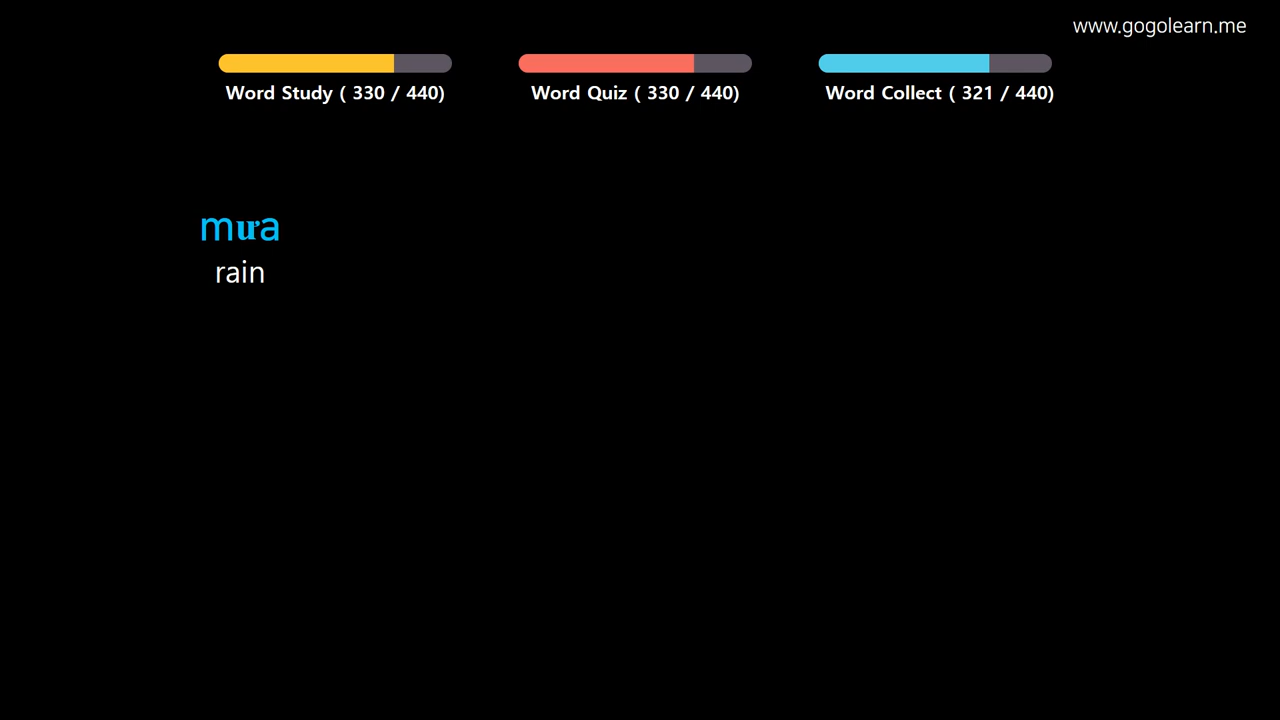 www.gogolearn.me
Word Study ( 330 / 440)
Word Quiz ( 330 / 440)
Word Collect ( 321 / 440)
mưa
rain